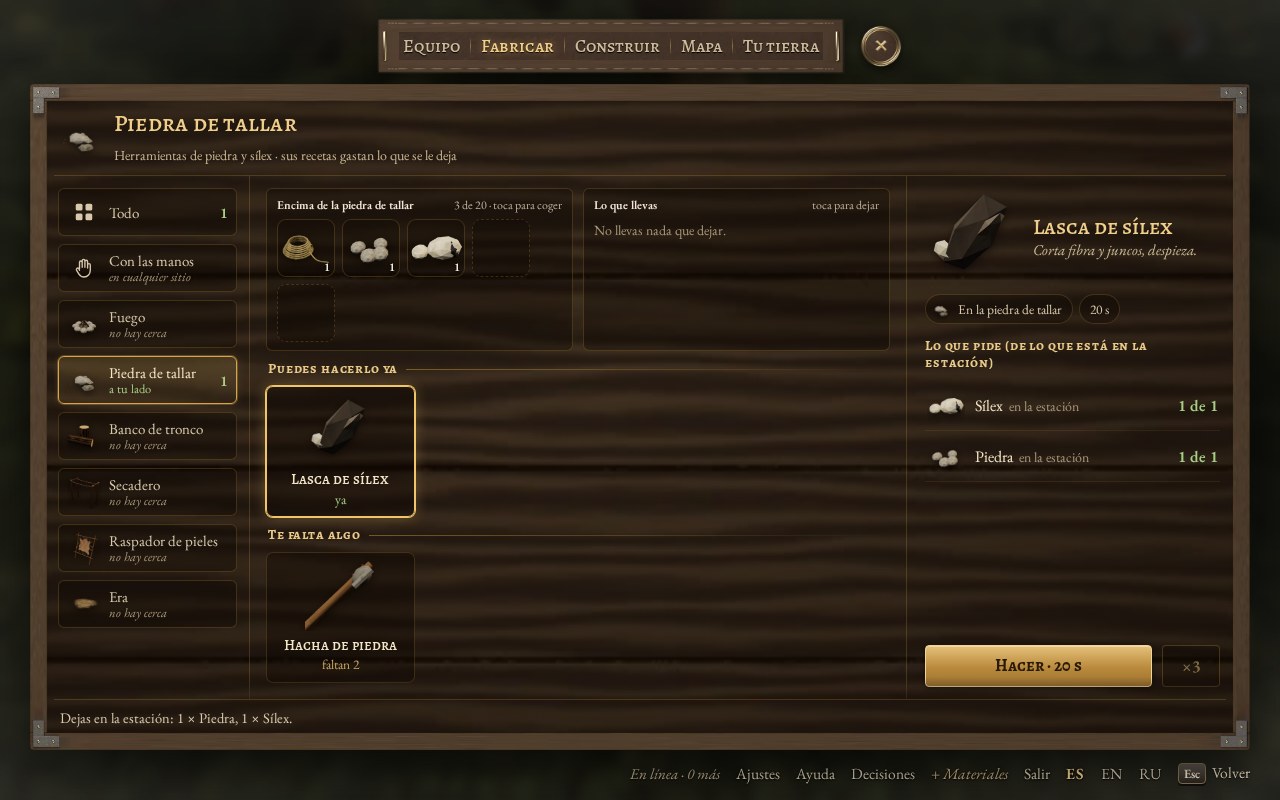 Equipo
Fabricar
Construir
Mapa
Tu tierra
Piedra de tallar
Herramientas de piedra y sílex · sus recetas gastan lo que se le deja
Todo 1
Con las manos
en cualquier sitio
Fuego
no hay cerca
Piedra de tallar 1
a tu lado
Banco de tronco
no hay cerca
Secadero
no hay cerca
Raspador de pieles
no hay cerca
Era
no hay cerca
Encima de la piedra de tallar 3 de 20 · toca para coger
1 1 1
Lo que llevas toca para dejar
No llevas nada que dejar.
Puedes hacerlo ya
Lasca de sílex
ya
Te falta algo
Hacha de piedra
faltan 2
Lasca de sílex
Corta fibra y juncos, despieza.
En la piedra de tallar 20 s
Lo que pide (de lo que está en la
estación)
Sílex en la estación 1 de 1
Piedra en la estación 1 de 1
Hacer · 20 s ×3
Dejas en la estación: 1 × Piedra, 1 × Sílex.
En línea · 0 más Ajustes Ayuda Decisiones + Materiales Salir ES EN RU Esc Volver